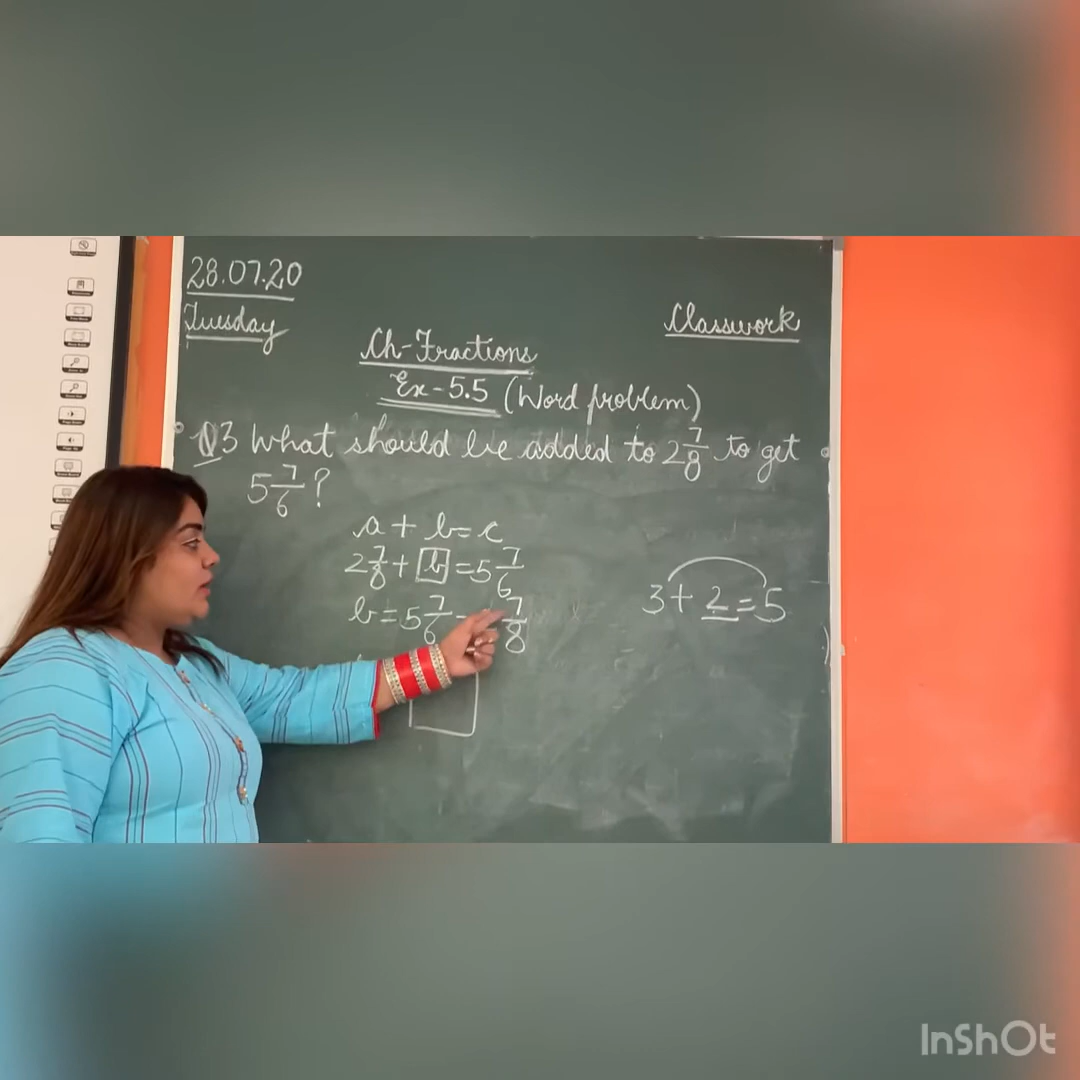 28.07.20
Tuesday
Classwork
Ch-Fractions
Ex-5.5 (Word problem)
Q3 What should be added to 2 7/8 to get
5 7/6 ?
a + b = c
2 7/8 + b = 5 7/6
b = 5 7/6 - 7/8
3 + 2 = 5
InShOt